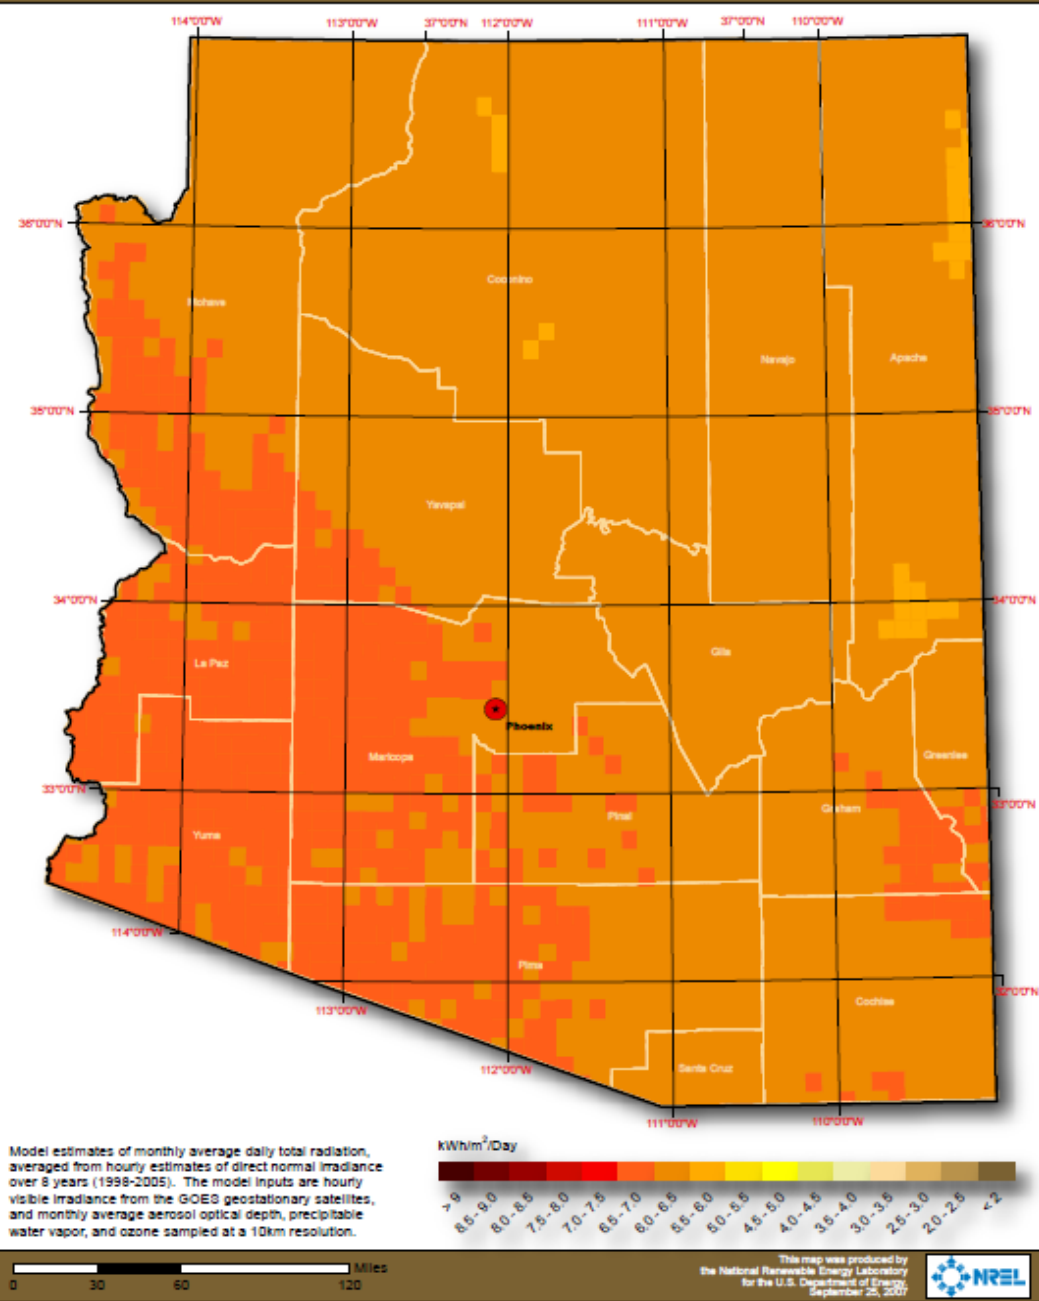 114°0'0"W 113°0'0"W 37°0'0"N 112°0'0"W 111°0'0"W 37°0'0"N 110°0'0"W
36°0'0"N 36°0'0"N
Coconino
Mohave
Navajo Apache
35°0'0"N 35°0'0"N
Yavapai
34°0'0"N 34°0'0"N
Gila
La Paz
Phoenix
Maricopa Greenlee
33°0'0"N 33°0'0"N
Graham
Pinal
Yuma
114°0'0"W
Pima
32°0'0"N
Cochise
113°0'0"W
112°0'0"W Santa Cruz
111°0'0"W 110°0'0"W
Model estimates of monthly average daily total radiation,
averaged from hourly estimates of direct normal irradiance
over 8 years (1998-2005). The model inputs are hourly
visible irradiance from the GOES geostationary satellites,
and monthly average aerosol optical depth, precipitable
water vapor, and ozone sampled at a 10km resolution.
kWh/m²/Day
> 9
8.5 - 9.0
8.0 - 8.5
7.5 - 8.0
7.0 - 7.5
6.5 - 7.0
6.0 - 6.5
5.5 - 6.0
5.0 - 5.5
4.5 - 5.0
4.0 - 4.5
3.5 - 4.0
3.0 - 3.5
2.5 - 3.0
2.0 - 2.5
< 2
Miles
0 30 60 120
This map was produced by
the National Renewable Energy Laboratory
for the U.S. Department of Energy.
September 25, 2007
NREL